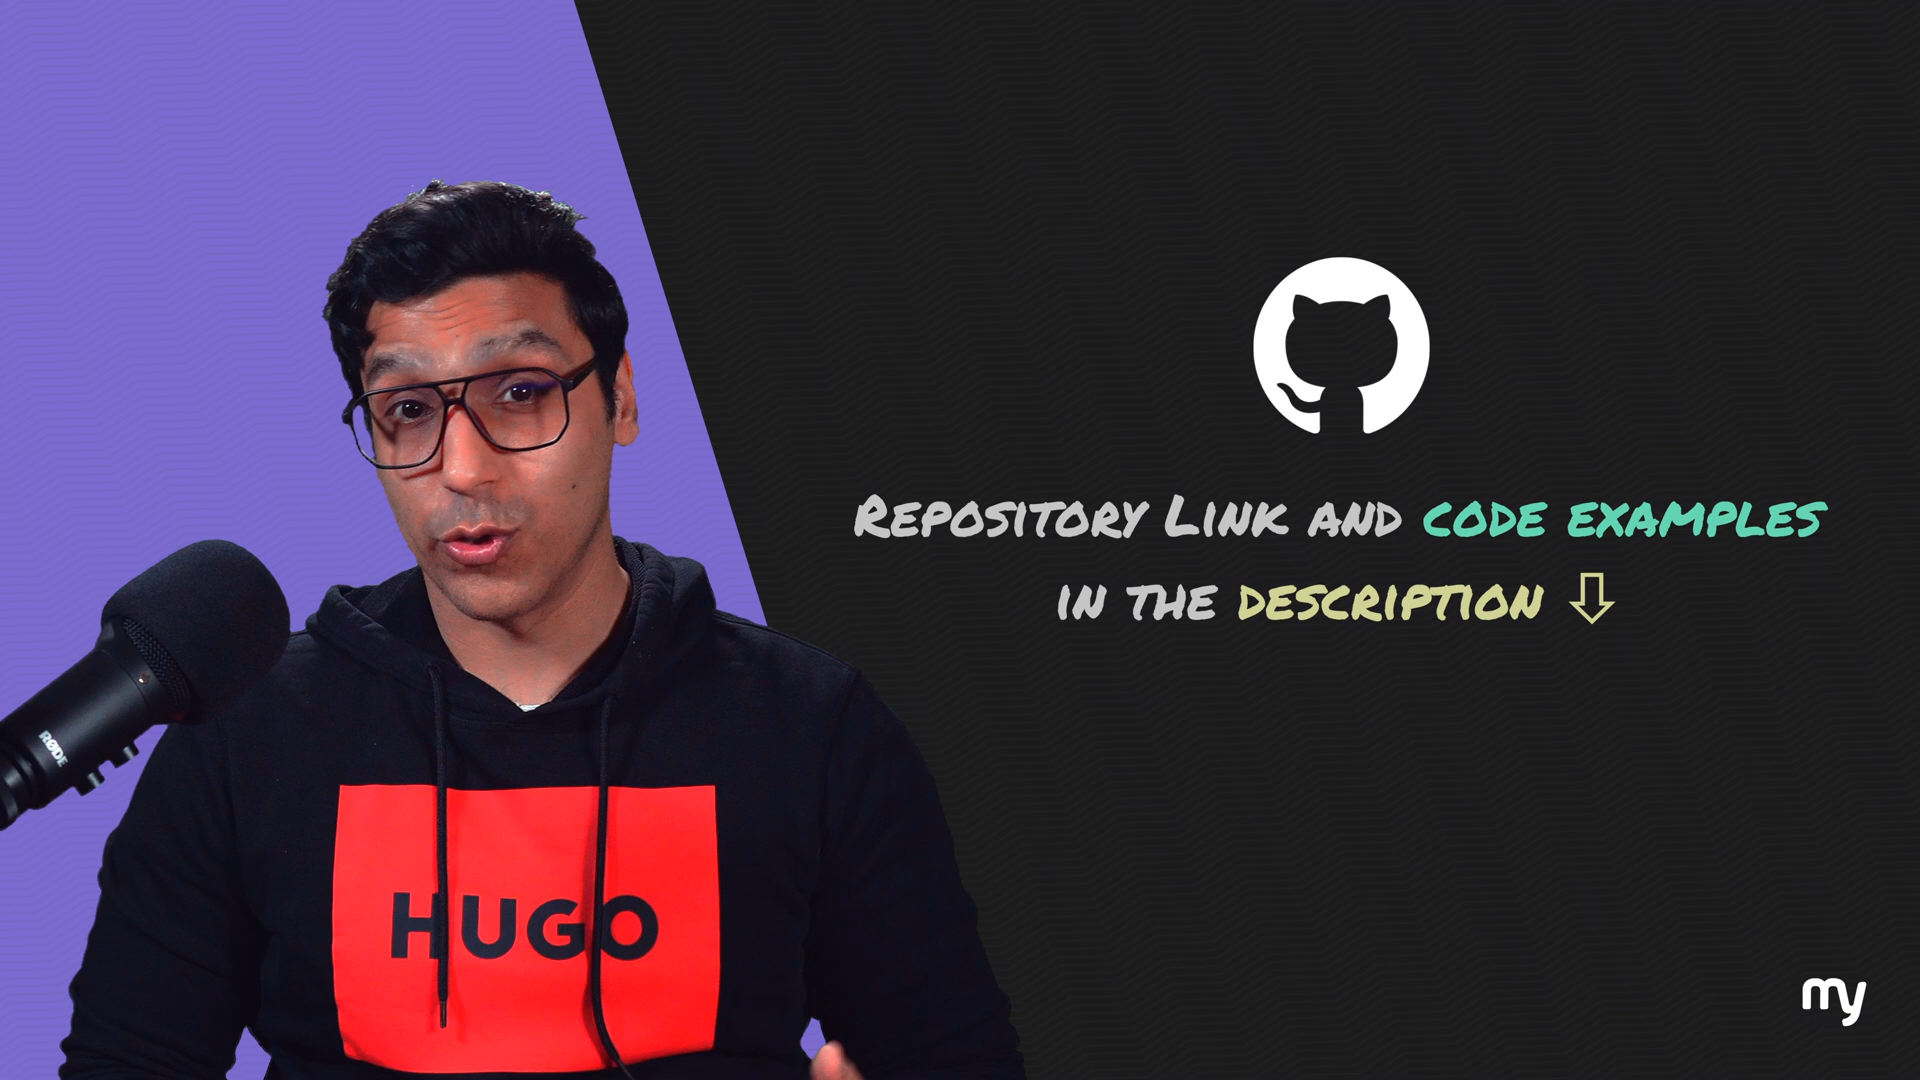 Repository Link and code examples
in the description
RØDE
HUGO
my